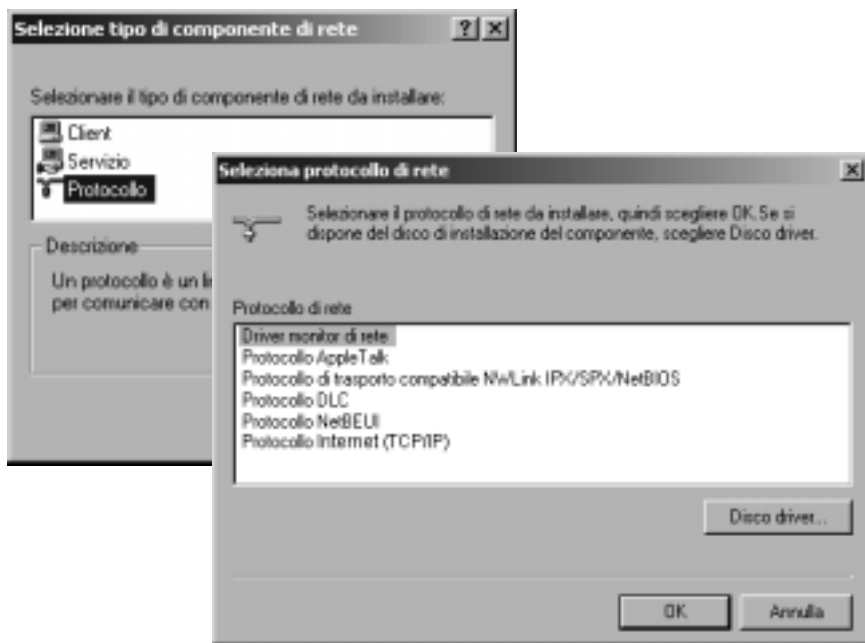 Selezione tipo di componente di rete
Selezionare il tipo di componente di rete da installare:
Client
Servizio
Protocollo
Descrizione
Un protocollo è un
per comunicare con
Seleziona protocollo di rete
Selezionare il protocollo di rete da installare, quindi scegliere OK. Se si
dispone del disco di installazione del componente, scegliere Disco driver.
Protocollo di rete
Driver monitor di rete
Protocollo AppleTalk
Protocollo di trasporto compatibile NWLink IPX/SPX/NetBIOS
Protocollo DLC
Protocollo NetBEUI
Protocollo Internet (TCP/IP)
Disco driver...
OK
Annulla